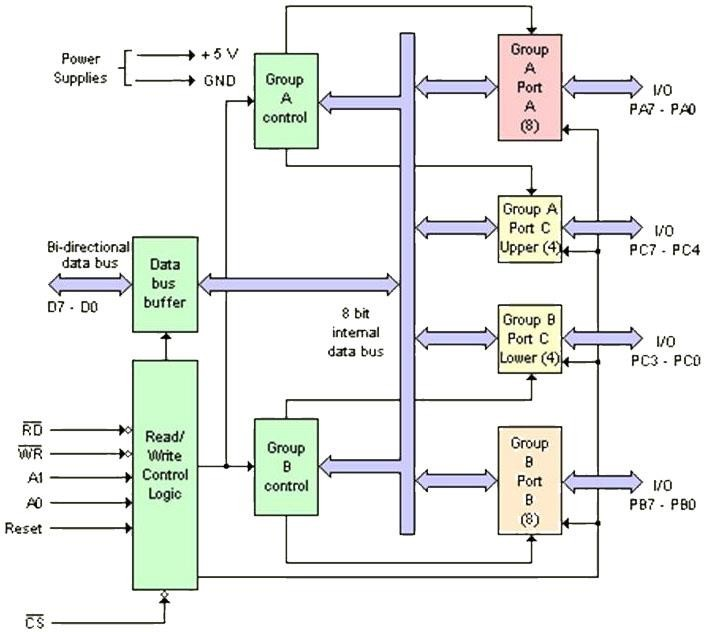 Power
Supplies
+5 V
GND
Group
A
control
Group
A
Port
A
(8)
I/O
PA7 - PA0
Group A
Port C
Upper (4)
I/O
PC7 - PC4
Bi-directional
data bus
D7 - D0
Data
bus
buffer
8 bit
internal
data bus
Group B
Port C
Lower (4)
I/O
PC3 - PC0
RD
WR
A1
A0
Reset
CS
Read/
Write
Control
Logic
Group
B
control
Group
B
Port
B
(8)
I/O
PB7 - PB0